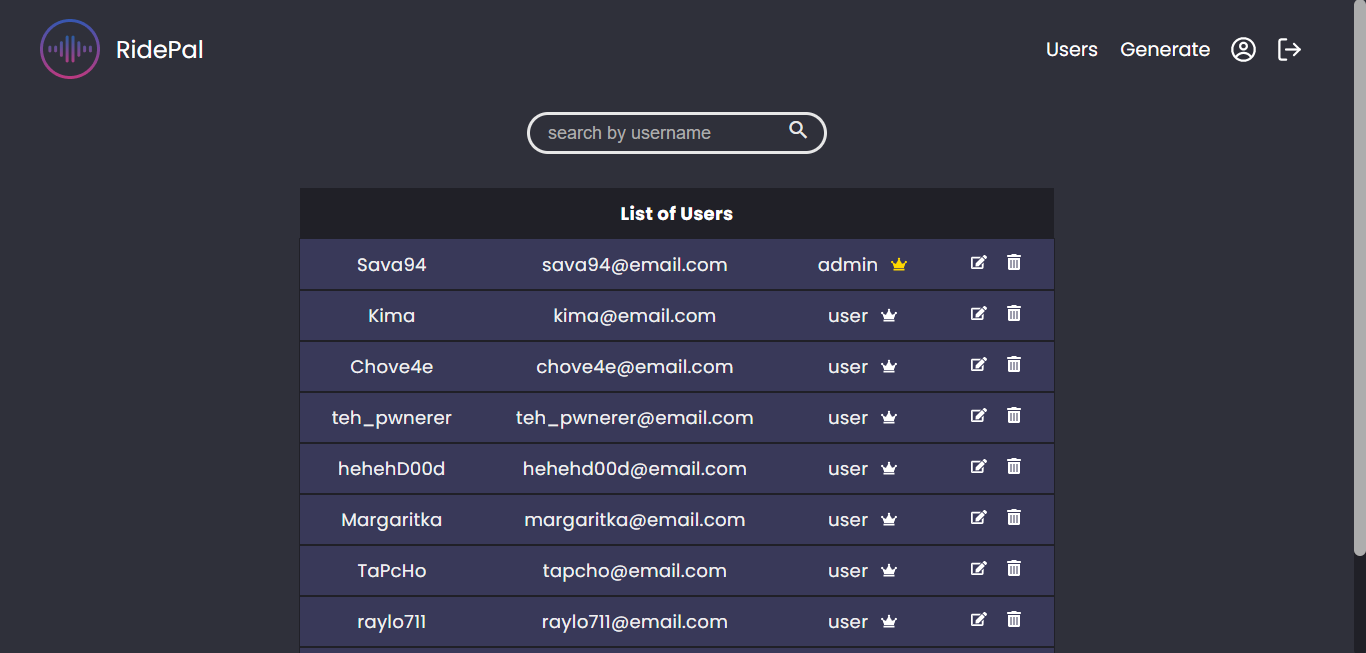 RidePal
Users Generate
search by username
List of Users
Sava94 sava94@email.com admin
Kima kima@email.com user
Chove4e chove4e@email.com user
teh_pwnerer teh_pwnerer@email.com user
hehehD00d hehehd00d@email.com user
Margaritka margaritka@email.com user
TaPcHo tapcho@email.com user
raylo711 raylo711@email.com user